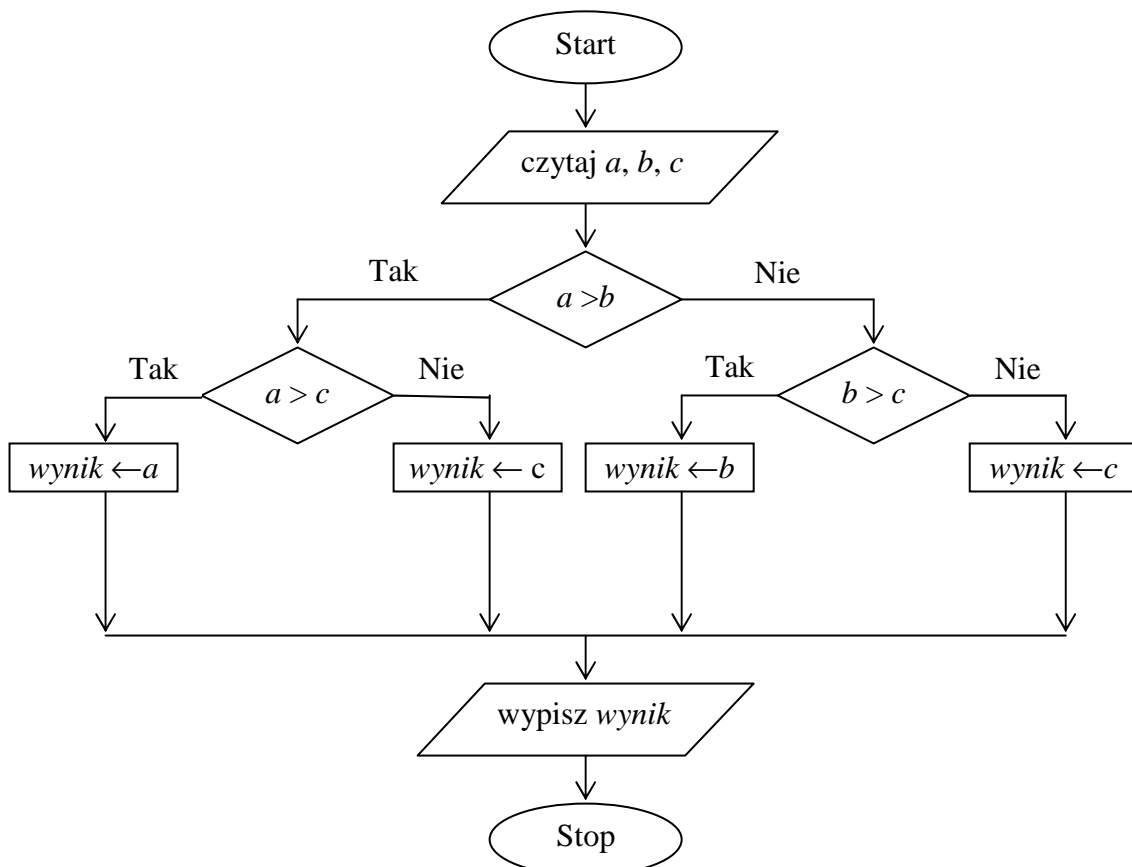 Start
czytaj a, b, c
Tak
a >b
Nie
Tak
a > c
Nie
Tak
b > c
Nie
wynik ←a
wynik ← c
wynik ←b
wynik ←c
wypisz wynik
Stop